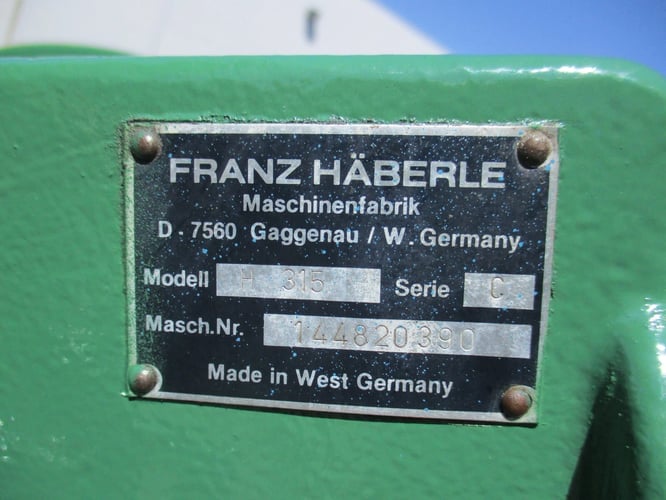 FRANZ HÄBERLE
Maschinenfabrik
D . 7560 Gaggenau / W. Germany
Modell H 315 Serie C
Masch.Nr. 144820390
Made in West Germany